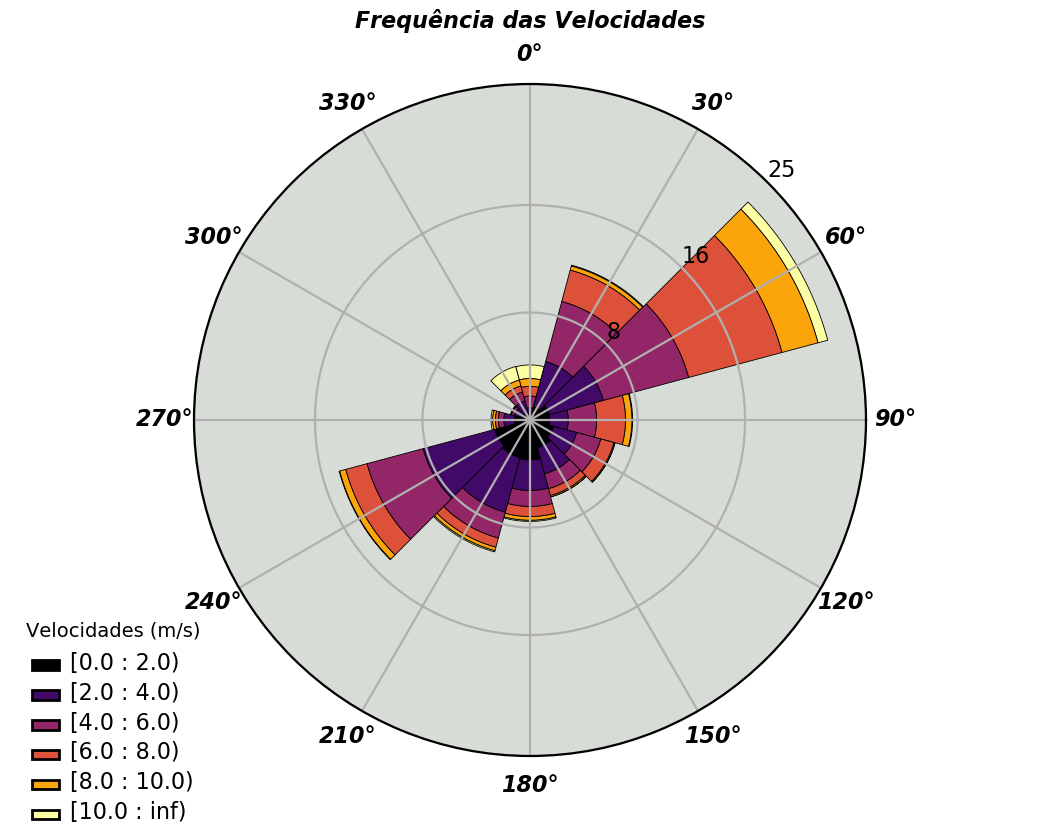 Frequência das Velocidades
0°
330°
30°
25
300°
60°
16
8
270°
90°
240°
120°
210°
150°
180°
Velocidades (m/s)
[0.0 : 2.0)
[2.0 : 4.0)
[4.0 : 6.0)
[6.0 : 8.0)
[8.0 : 10.0)
[10.0 : inf)